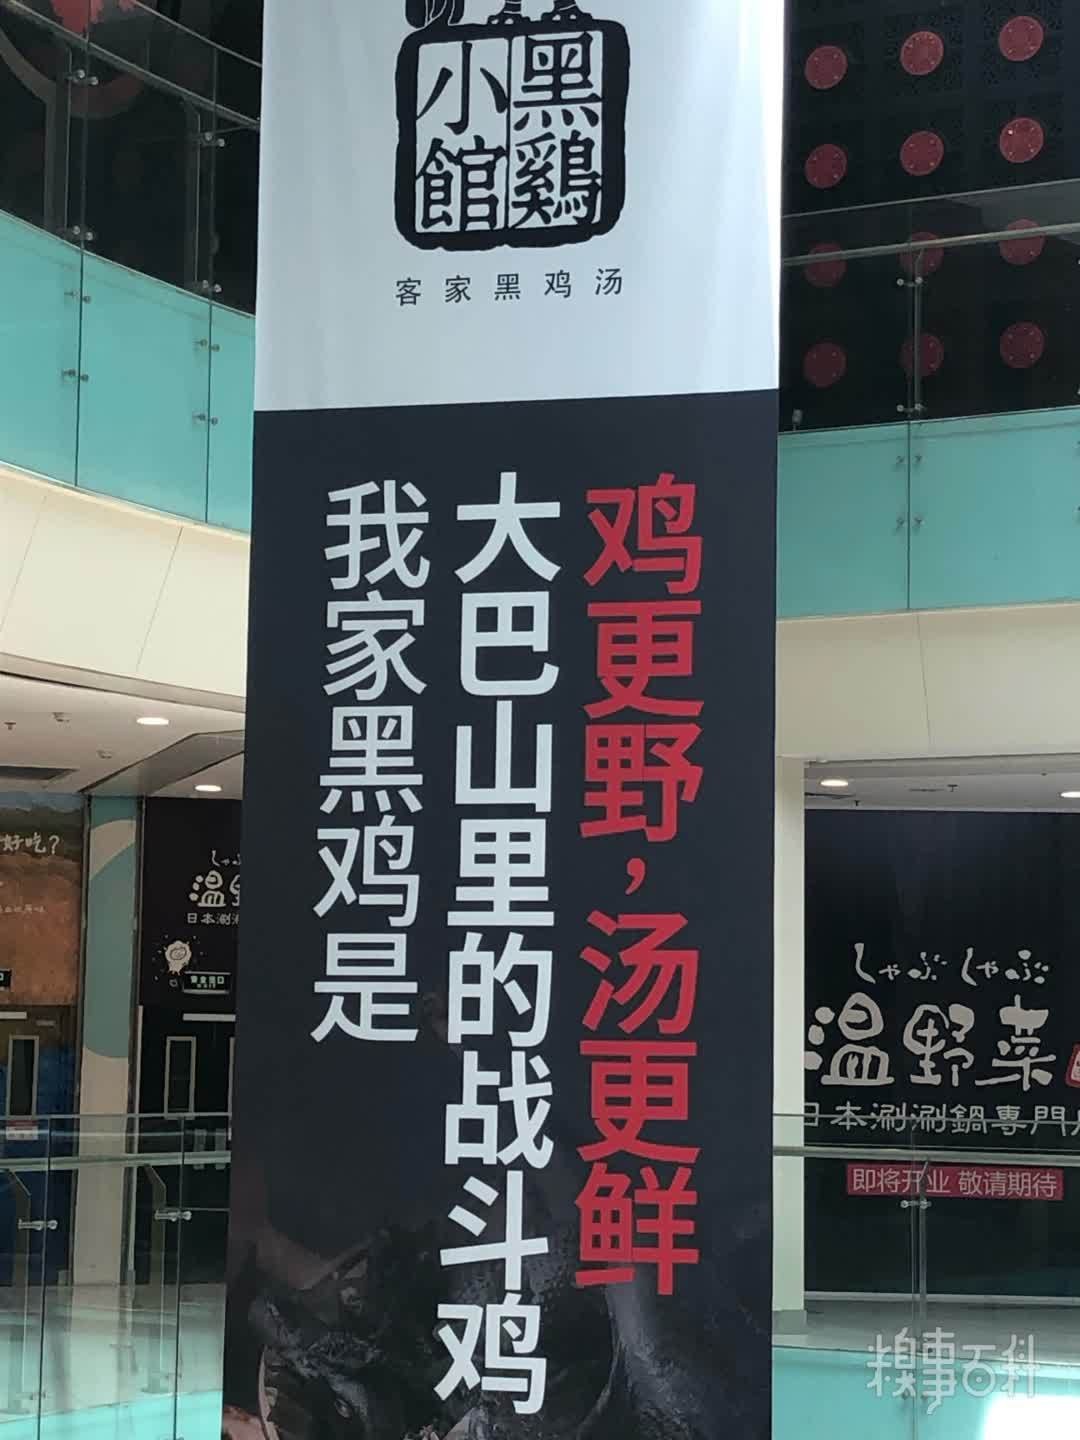 黑鷄
小館
客家黑鸡汤
我家黑鸡是
大巴山里的战斗鸡
鸡更野，汤更鲜
好吃？
しゃぶ
温野
日本涮
しゃぶしゃぶ
温野菜
日本涮涮鍋專門
即将开业 敬请期待
糗事百科